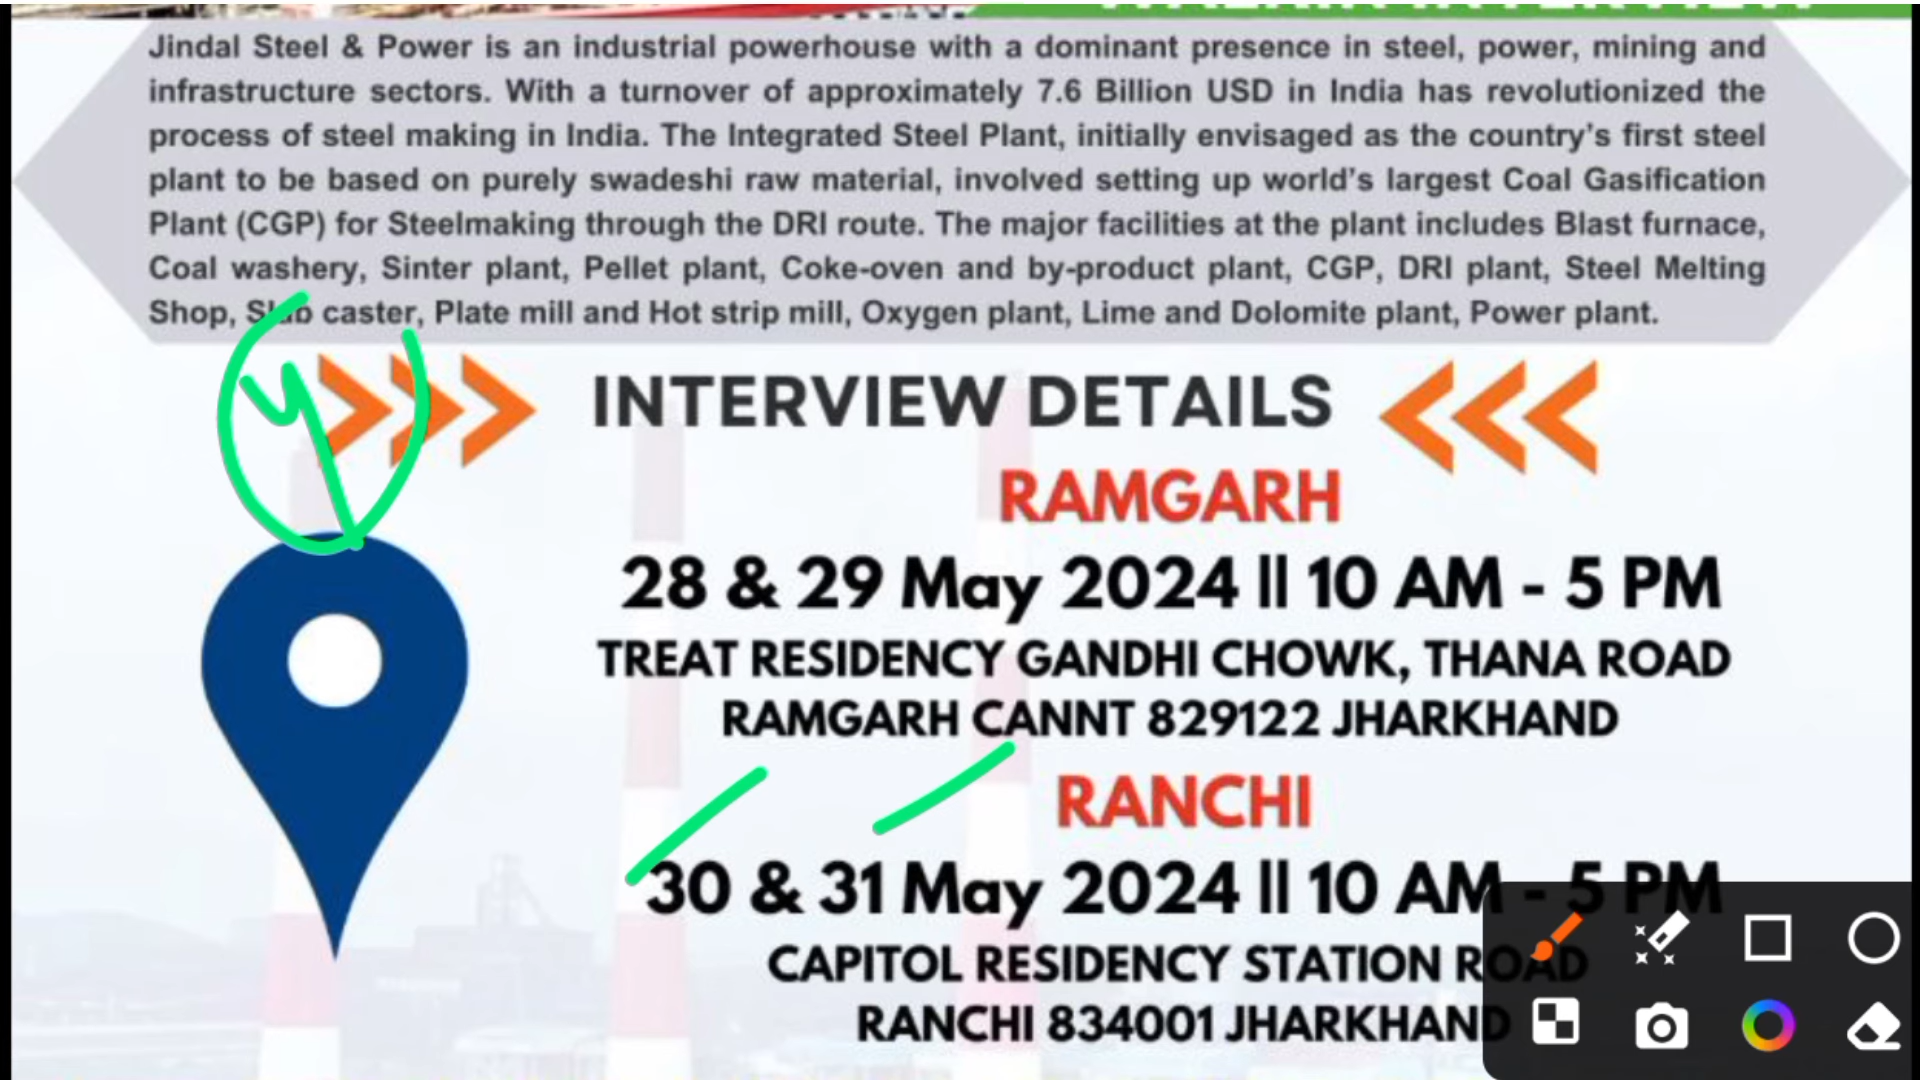 Jindal Steel & Power is an industrial powerhouse with a dominant presence in steel, power, mining and
infrastructure sectors. With a turnover of approximately 7.6 Billion USD in India has revolutionized the
process of steel making in India. The Integrated Steel Plant, initially envisaged as the country's first steel
plant to be based on purely swadeshi raw material, involved setting up world's largest Coal Gasification
Plant (CGP) for Steelmaking through the DRI route. The major facilities at the plant includes Blast furnace,
Coal washery, Sinter plant, Pellet plant, Coke-oven and by-product plant, CGP, DRI plant, Steel Melting
Shop, Slab caster, Plate mill and Hot strip mill, Oxygen plant, Lime and Dolomite plant, Power plant.
INTERVIEW DETAILS
RAMGARH
28 & 29 May 2024 || 10 AM - 5 PM
TREAT RESIDENCY GANDHI CHOWK, THANA ROAD
RAMGARH CANNT 829122 JHARKHAND
RANCHI
30 & 31 May 2024 || 10 AM - 5 PM
CAPITOL RESIDENCY STATION ROAD
RANCHI 834001 JHARKHAND